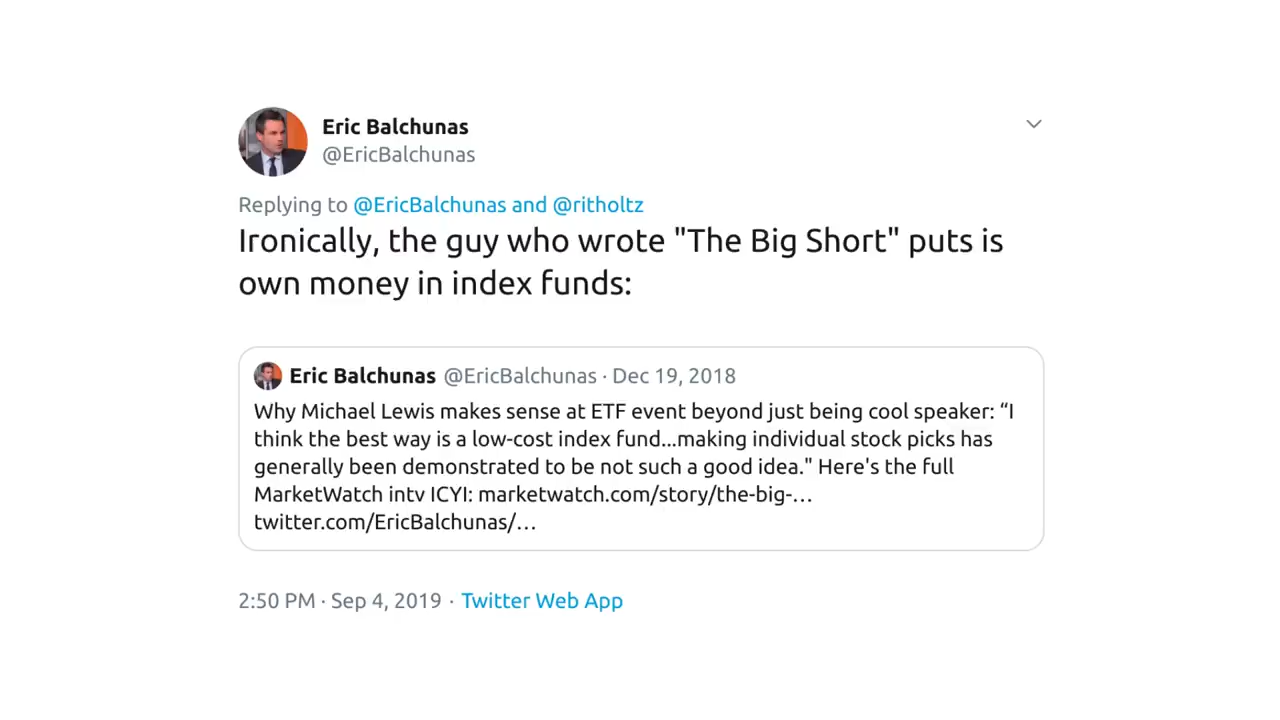 Eric Balchunas
@EricBalchunas
Replying to @EricBalchunas and @ritholtz
Ironically, the guy who wrote "The Big Short" puts is
own money in index funds:
Eric Balchunas @EricBalchunas · Dec 19, 2018
Why Michael Lewis makes sense at ETF event beyond just being cool speaker: “I
think the best way is a low-cost index fund...making individual stock picks has
generally been demonstrated to be not such a good idea." Here's the full
MarketWatch intv ICYI: marketwatch.com/story/the-big-…
twitter.com/EricBalchunas/…
2:50 PM · Sep 4, 2019 · Twitter Web App